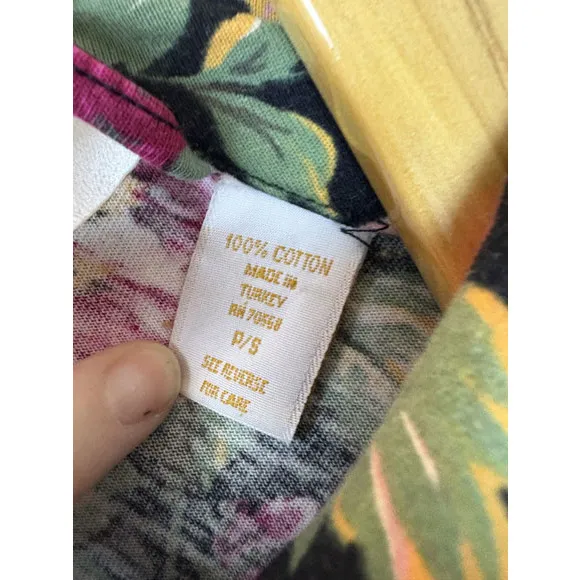 100% COTTON
MADE IN
TURKEY
RN 70568
P/S
SEE REVERSE
FOR CARE